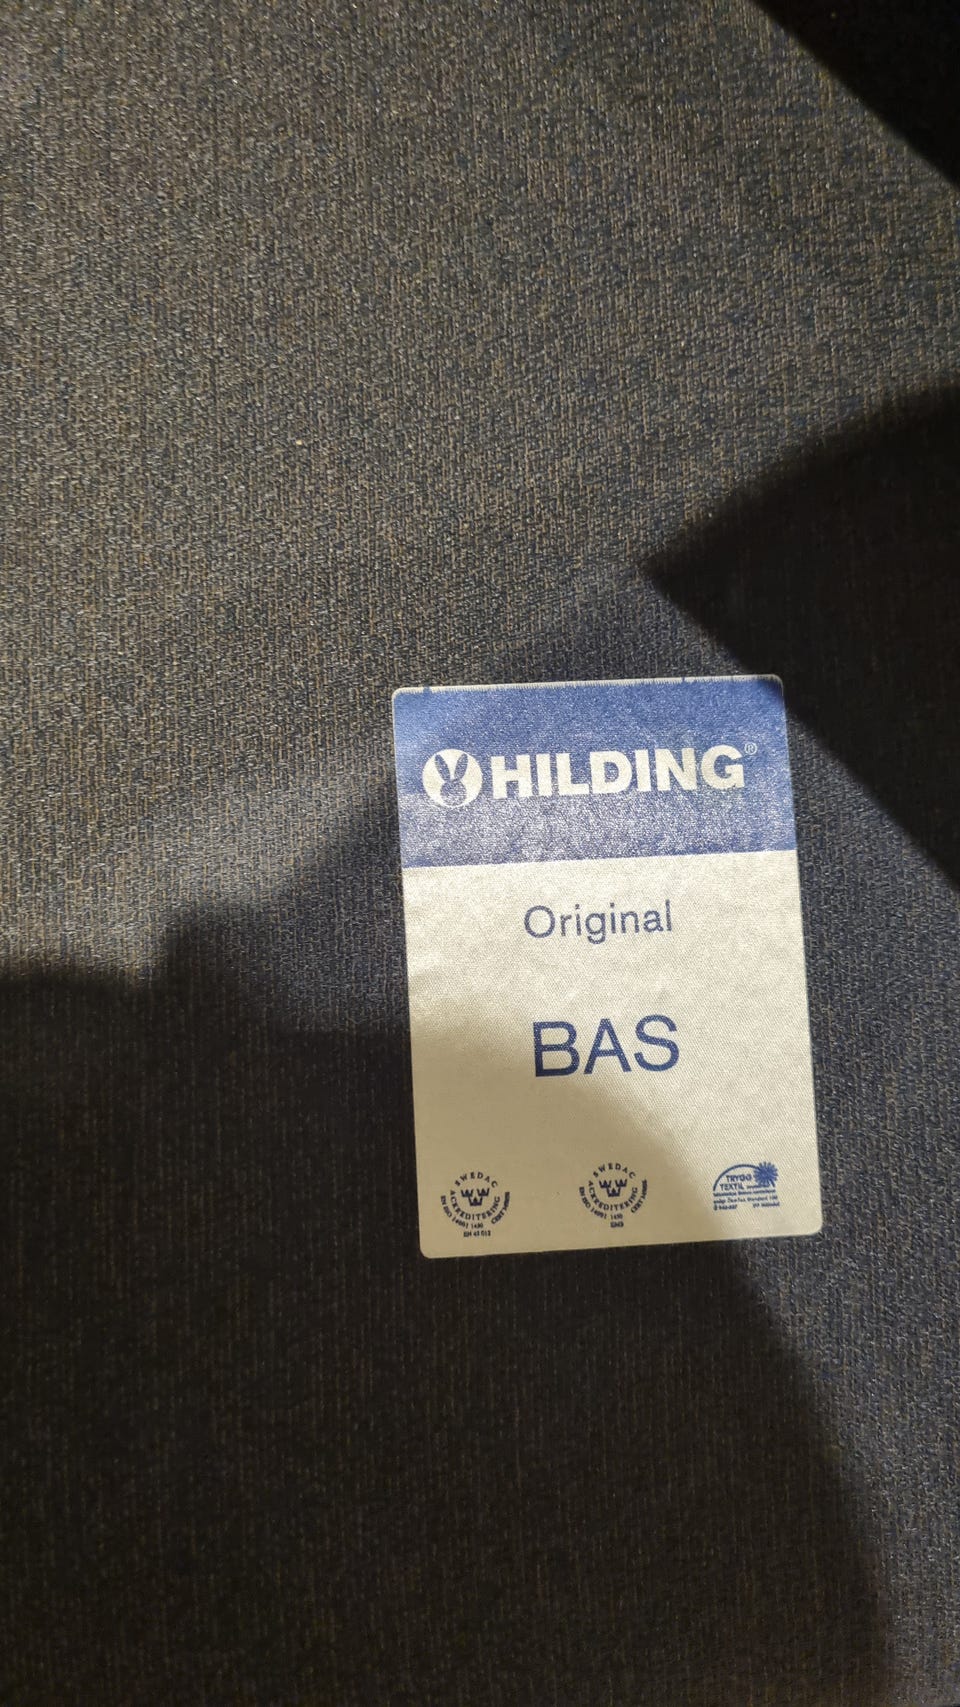 HILDING®
Original
BAS
SWEDAC
ACKREDITERING
SWEDAC
ACKREDITERING
TRYGG
TEXTIL